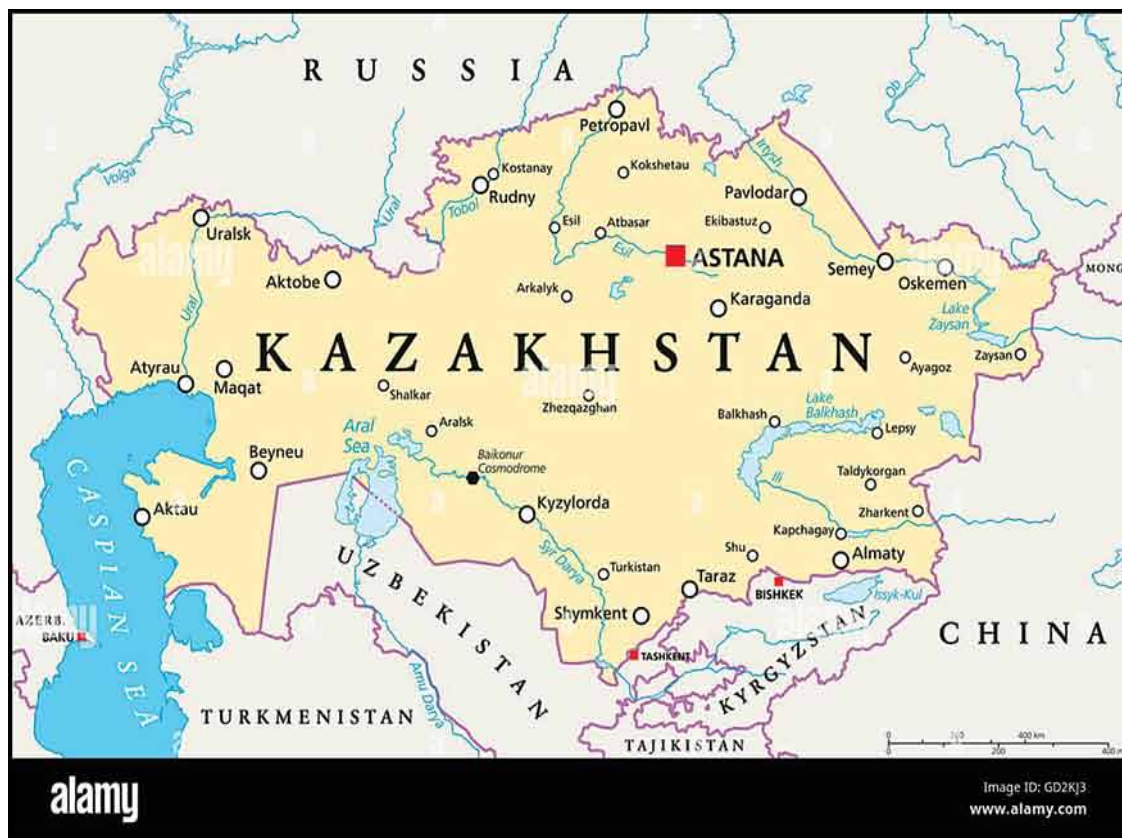 RUSSIA
Ob
Petropavl
Volga
Ural
Tobol
Kostanay
Rudny
Kokshetau
Irtysh
Pavlodar
Uralsk
Esil
Atbasar
Ekibastuz
Esil
ASTANA
Semey
Oskemen
MONG
alamy
Aktobe
Ural
Arkalyk
Karaganda
Lake
Zaysan
KAZAKHSTAN
Zaysan
Ayagoz
Atyrau
Maqat
Shalkar
Zhezqazghan
alamy
Balkhash
Lake
Balkhash
Lepsy
Aral
Sea
Aralsk
Beyneu
Baikonur
Cosmodrome
Taldykorgan
Ili
Aktau
Kyzylorda
Zharkent
Kapchagay
CASPIAN SEA
Syr Darya
Shu
Almaty
UZBEKISTAN
Turkistan
Taraz
BISHKEK
Issyk-Kul
alamy
Shymkent
AZERB.
BAKU
TASHKENT
KYRGYZSTAN
CHINA
Amu Darya
TURKMENISTAN
TAJIKISTAN
0
400 km
200
alamy
Image ID: GD2KJ3
www.alamy.com